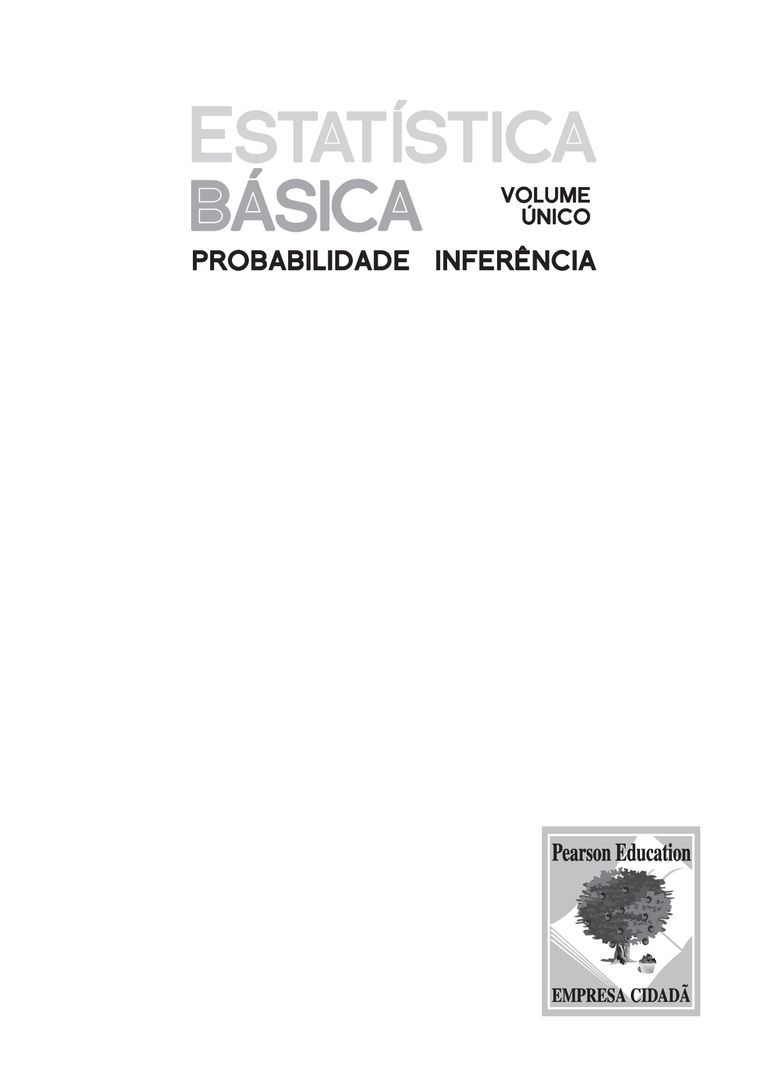 ESTATÍSTICA
BÁSICA
VOLUME
ÚNICO
PROBABILIDADE INFERÊNCIA
Pearson Education
EMPRESA CIDADÃ